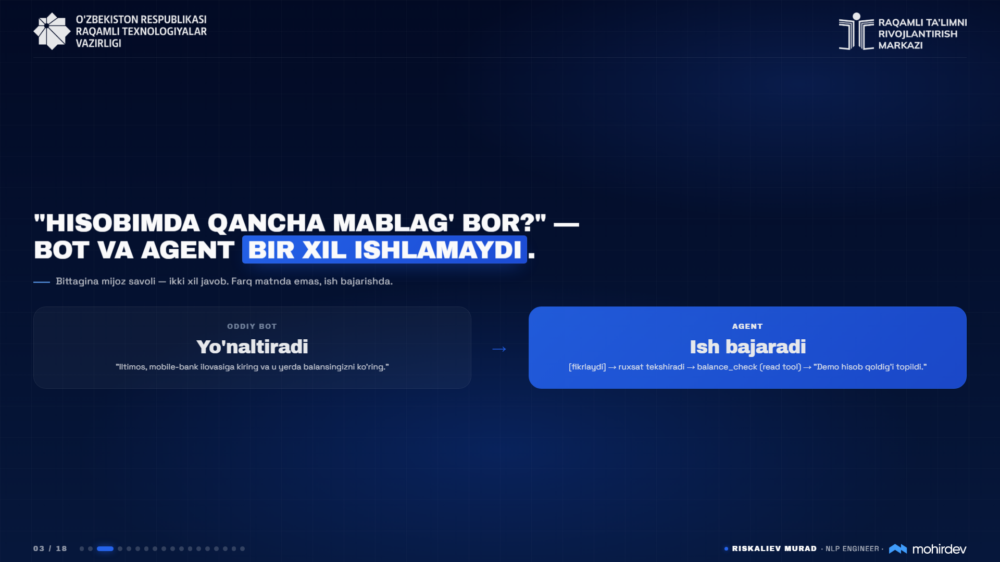 O'ZBEKISTON RESPUBLIKASI
RAQAMLI TEXNOLOGIYALAR
VAZIRLIGI
RAQAMLI TA'LIMNI
RIVOJLANTIRISH
MARKAZI
"HISOBIMDA QANCHA MABLAG' BOR?" —
BOT VA AGENT BIR XIL ISHLAMAYDI.
— Bittagina mijoz savoli — ikki xil javob. Farq matnda emas, ish bajarishda.
ODDIY BOT
Yo'naltiradi
"Iltimos, mobile-bank ilovasiga kiring va u yerda balansingizni ko'ring."
→
AGENT
Ish bajaradi
[fikrlaydi] → ruxsat tekshiradi → balance_check (read tool) → "Demo hisob qoldig'i topildi."
03 / 18
• RISKALIEV MURAD · NLP ENGINEER · mohirdev